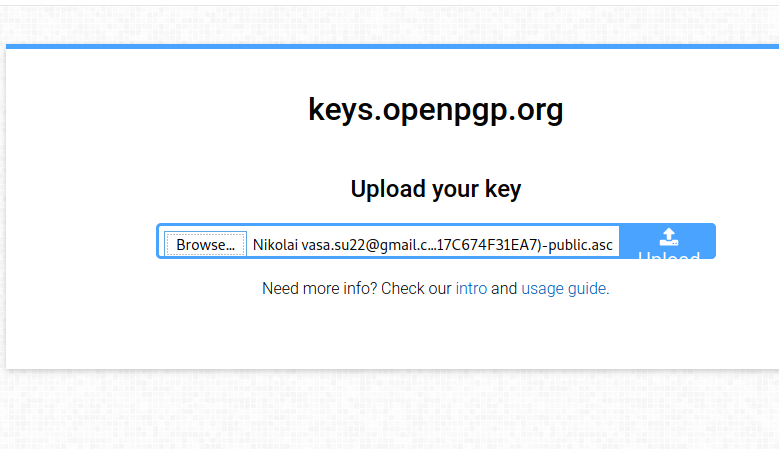 keys.openpgp.org
Upload your key
Browse... Nikolai vasa.su22@gmail.c...17C674F31EA7)-public.asc Upload
Need more info? Check our intro and usage guide.